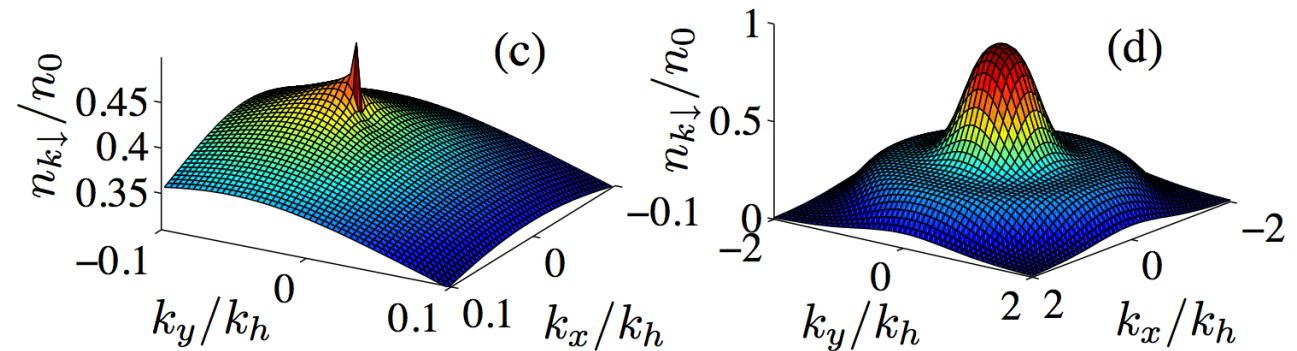 (c)
n_{k↓}/n_0
0.45
0.4
0.35
–0.1
0
0.1
k_y/k_h
0.1
0
–0.1
k_x/k_h
(d)
n_{k↓}/n_0
1
0.5
0
–2
0
2
k_y/k_h
2
0
–2
k_x/k_h